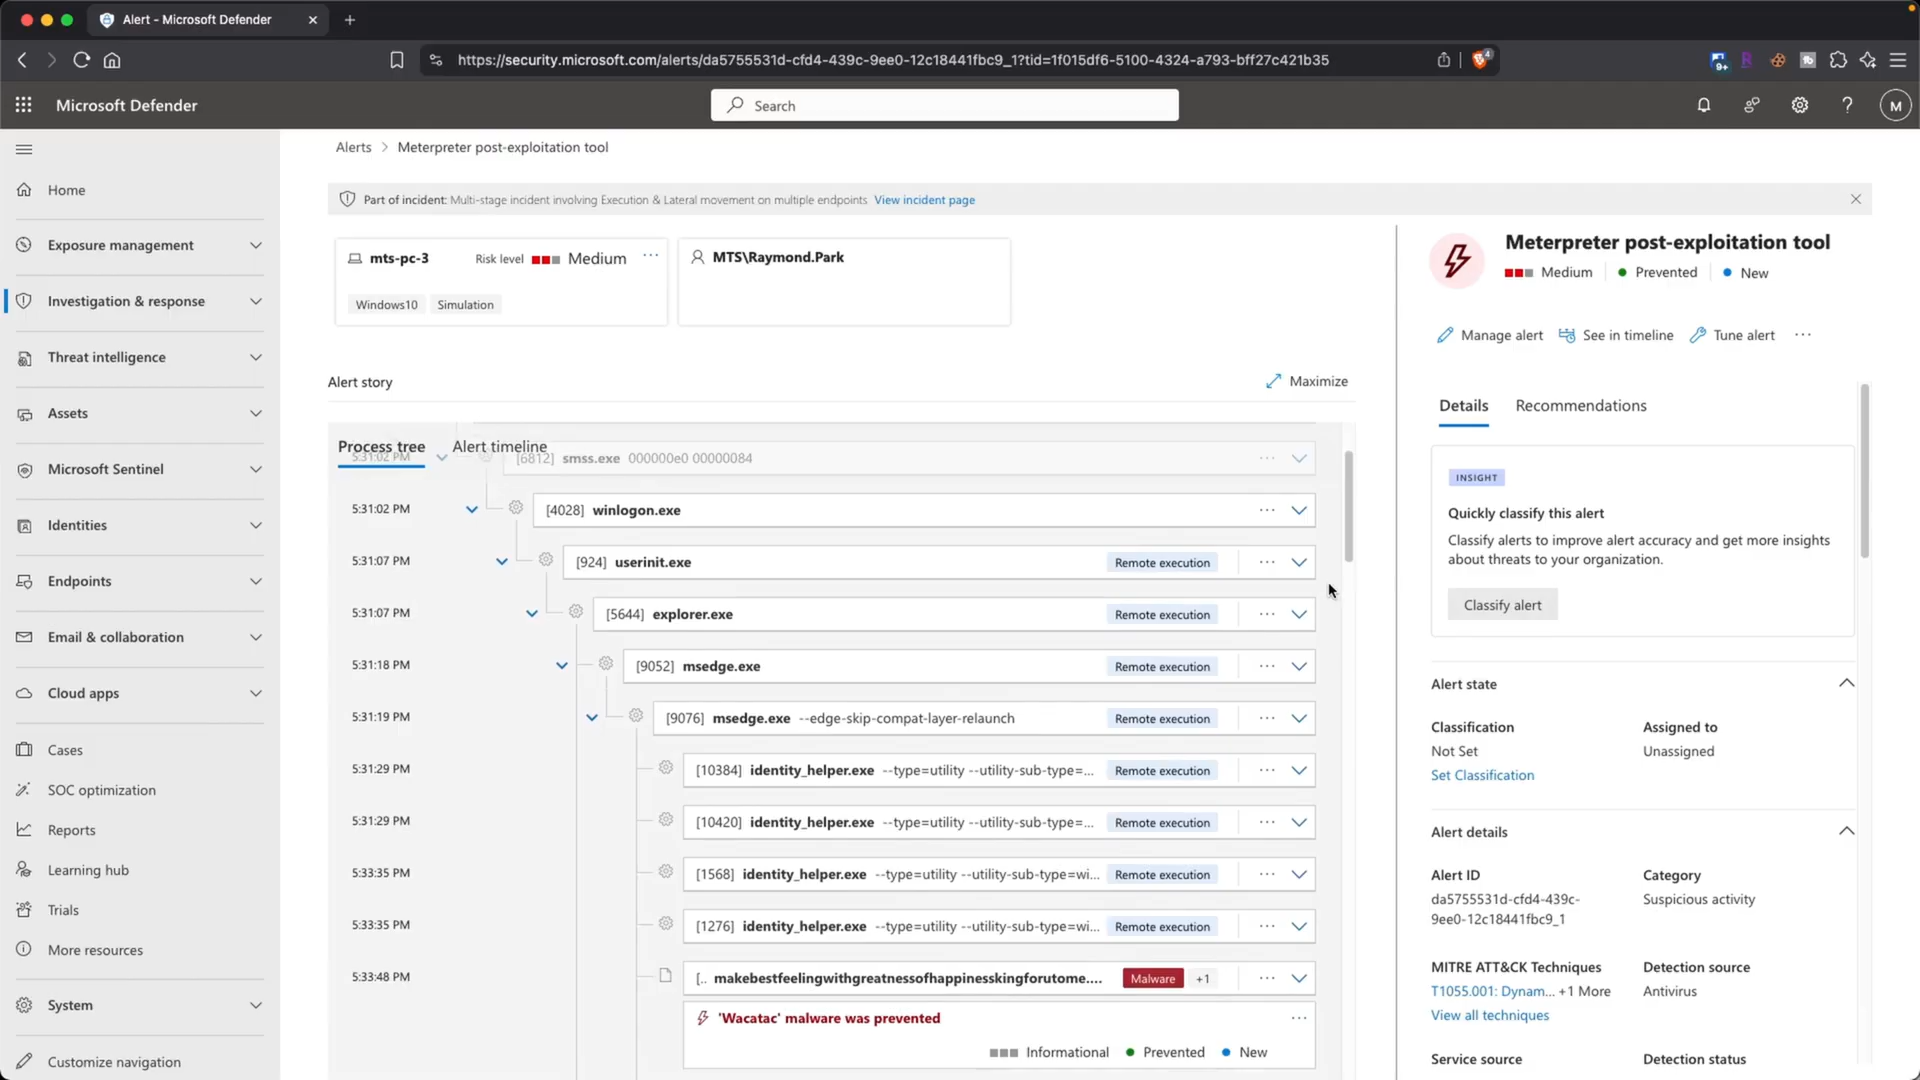 Alert - Microsoft Defender
https://security.microsoft.com/alerts/da5755531d-cfd4-439c-9ee0-12c18441fbc9_1?tid=1f015df6-5100-4324-a793-bff27c421b35
4
9+
Microsoft Defender
Search
M
Home
Exposure management
Investigation & response
Threat intelligence
Assets
Microsoft Sentinel
Identities
Endpoints
Email & collaboration
Cloud apps
Cases
SOC optimization
Reports
Learning hub
Trials
More resources
System
Customize navigation
Alerts > Meterpreter post-exploitation tool
Part of incident: Multi-stage incident involving Execution & Lateral movement on multiple endpoints View incident page
mts-pc-3 Risk level Medium ...
Windows10 Simulation
MTS\Raymond.Park
Alert story
Maximize
Process tree Alert timeline
5:31:02 PM [6812] smss.exe 000000e0 00000084 ...
5:31:02 PM [4028] winlogon.exe ...
5:31:07 PM [924] userinit.exe Remote execution ...
5:31:07 PM [5644] explorer.exe Remote execution ...
5:31:18 PM [9052] msedge.exe Remote execution ...
5:31:19 PM [9076] msedge.exe --edge-skip-compat-layer-relaunch Remote execution ...
5:31:29 PM [10384] identity_helper.exe --type=utility --utility-sub-type=... Remote execution ...
5:31:29 PM [10420] identity_helper.exe --type=utility --utility-sub-type=... Remote execution ...
5:33:35 PM [1568] identity_helper.exe --type=utility --utility-sub-type=wi... Remote execution ...
5:33:35 PM [1276] identity_helper.exe --type=utility --utility-sub-type=wi... Remote execution ...
5:33:48 PM [.. makebestfeelingwithgreatnessofhappinesskingforutome.... Malware +1 ...
'Wacatac' malware was prevented ...
Informational Prevented New
Meterpreter post-exploitation tool
Medium Prevented New
Manage alert See in timeline Tune alert ...
Details Recommendations
INSIGHT
Quickly classify this alert
Classify alerts to improve alert accuracy and get more insights
about threats to your organization.
Classify alert
Alert state
Classification Assigned to
Not Set Unassigned
Set Classification
Alert details
Alert ID Category
da5755531d-cfd4-439c- Suspicious activity
9ee0-12c18441fbc9_1
MITRE ATT&CK Techniques Detection source
T1055.001: Dynam... +1 More Antivirus
View all techniques
Service source Detection status